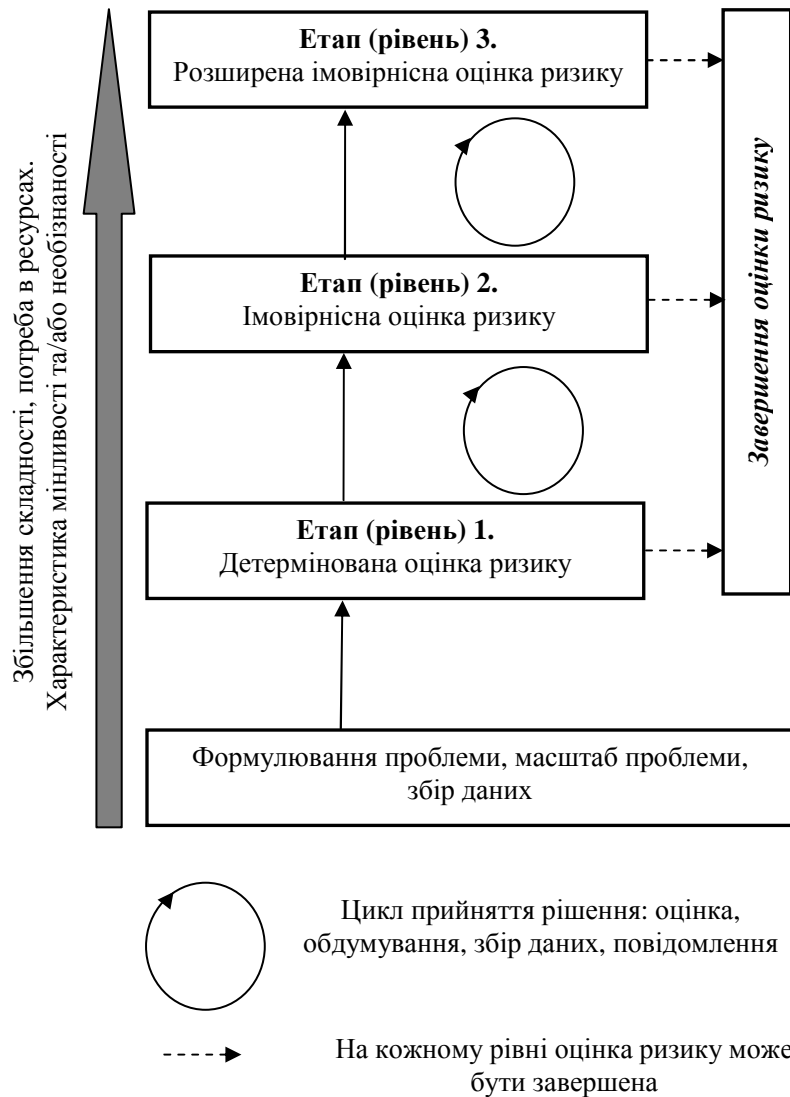 Етап (рівень) 3.
Розширена імовірнісна оцінка ризику
Збільшення складності, потреба в ресурсах.
Характеристика мінливості та/або необізнаності
Завершення оцінки ризику
Етап (рівень) 2.
Імовірнісна оцінка ризику
Етап (рівень) 1.
Детермінована оцінка ризику
Формулювання проблеми, масштаб проблеми,
збір даних
Цикл прийняття рішення: оцінка,
обдумування, збір даних, повідомлення
На кожному рівні оцінка ризику може
бути завершена